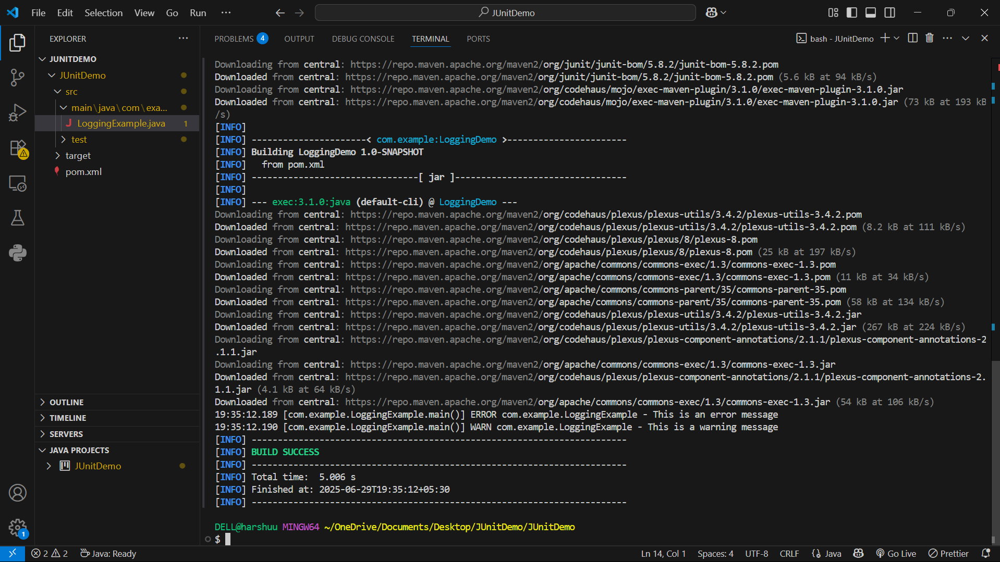 File Edit Selection View Go Run ··· JUnitDemo
EXPLORER ···
JUNITDEMO
JUnitDemo
src
main\java\com\exa...
LoggingExample.java 1
test
target
pom.xml
OUTLINE
TIMELINE
SERVERS
JAVA PROJECTS
JUnitDemo
PROBLEMS 4 OUTPUT DEBUG CONSOLE TERMINAL PORTS bash - JUnitDemo ···
Downloading from central: https://repo.maven.apache.org/maven2/org/junit/junit-bom/5.8.2/junit-bom-5.8.2.pom
Downloaded from central: https://repo.maven.apache.org/maven2/org/junit/junit-bom/5.8.2/junit-bom-5.8.2.pom (5.6 kB at 94 kB/s)
Downloading from central: https://repo.maven.apache.org/maven2/org/codehaus/mojo/exec-maven-plugin/3.1.0/exec-maven-plugin-3.1.0.jar
Downloaded from central: https://repo.maven.apache.org/maven2/org/codehaus/mojo/exec-maven-plugin/3.1.0/exec-maven-plugin-3.1.0.jar (73 kB at 193 kB
/s)
[INFO]
[INFO] ----------------------< com.example:LoggingDemo >-----------------------
[INFO] Building LoggingDemo 1.0-SNAPSHOT
[INFO]   from pom.xml
[INFO] --------------------------------[ jar ]---------------------------------
[INFO]
[INFO] --- exec:3.1.0:java (default-cli) @ LoggingDemo ---
Downloading from central: https://repo.maven.apache.org/maven2/org/codehaus/plexus/plexus-utils/3.4.2/plexus-utils-3.4.2.pom
Downloaded from central: https://repo.maven.apache.org/maven2/org/codehaus/plexus/plexus-utils/3.4.2/plexus-utils-3.4.2.pom (8.2 kB at 111 kB/s)
Downloading from central: https://repo.maven.apache.org/maven2/org/codehaus/plexus/plexus/8/plexus-8.pom
Downloaded from central: https://repo.maven.apache.org/maven2/org/codehaus/plexus/plexus/8/plexus-8.pom (25 kB at 197 kB/s)
Downloading from central: https://repo.maven.apache.org/maven2/org/apache/commons/commons-exec/1.3/commons-exec-1.3.pom
Downloaded from central: https://repo.maven.apache.org/maven2/org/apache/commons/commons-exec/1.3/commons-exec-1.3.pom (11 kB at 34 kB/s)
Downloading from central: https://repo.maven.apache.org/maven2/org/apache/commons/commons-parent/35/commons-parent-35.pom
Downloaded from central: https://repo.maven.apache.org/maven2/org/apache/commons/commons-parent/35/commons-parent-35.pom (58 kB at 134 kB/s)
Downloading from central: https://repo.maven.apache.org/maven2/org/codehaus/plexus/plexus-utils/3.4.2/plexus-utils-3.4.2.jar
Downloaded from central: https://repo.maven.apache.org/maven2/org/codehaus/plexus/plexus-utils/3.4.2/plexus-utils-3.4.2.jar (267 kB at 224 kB/s)
Downloading from central: https://repo.maven.apache.org/maven2/org/codehaus/plexus/plexus-component-annotations/2.1.1/plexus-component-annotations-2
.1.1.jar
Downloading from central: https://repo.maven.apache.org/maven2/org/apache/commons/commons-exec/1.3/commons-exec-1.3.jar
Downloaded from central: https://repo.maven.apache.org/maven2/org/codehaus/plexus/plexus-component-annotations/2.1.1/plexus-component-annotations-2.
1.1.jar (4.1 kB at 64 kB/s)
Downloaded from central: https://repo.maven.apache.org/maven2/org/apache/commons/commons-exec/1.3/commons-exec-1.3.jar (54 kB at 106 kB/s)
19:35:12.189 [com.example.LoggingExample.main()] ERROR com.example.LoggingExample - This is an error message
19:35:12.190 [com.example.LoggingExample.main()] WARN com.example.LoggingExample - This is a warning message
[INFO] ------------------------------------------------------------------------
[INFO] BUILD SUCCESS
[INFO] ------------------------------------------------------------------------
[INFO] Total time:  5.006 s
[INFO] Finished at: 2025-06-29T19:35:12+05:30
[INFO] ------------------------------------------------------------------------
DELL@harshuu MINGW64 ~/OneDrive/Documents/Desktop/JUnitDemo/JUnitDemo
$
1
2 2 Java: Ready Ln 14, Col 1 Spaces: 4 UTF-8 CRLF Java Go Live Prettier